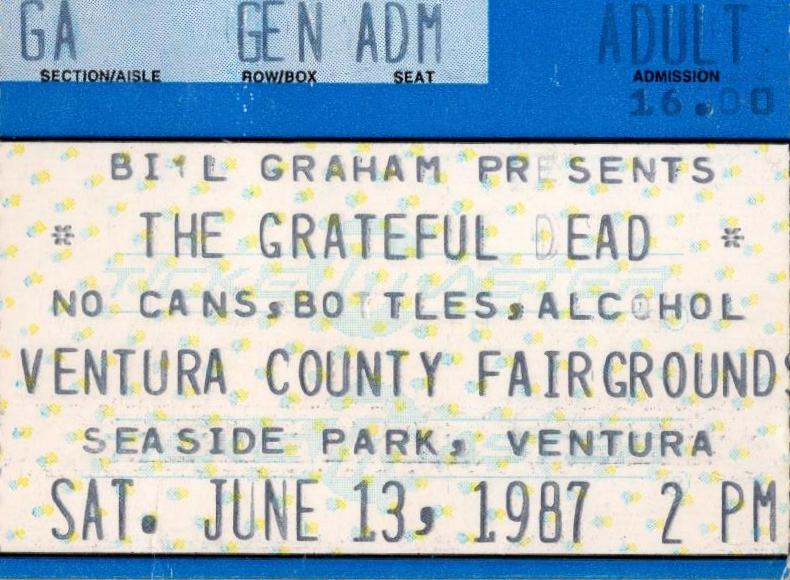 GA GEN ADM ADULT
SECTION/AISLE ROW/BOX SEAT ADMISSION
16.00
BILL GRAHAM PRESENTS
* THE GRATEFUL DEAD *
NO CANS,BOTTLES,ALCOHOL
VENTURA COUNTY FAIRGROUNDS
SEASIDE PARK, VENTURA
SAT. JUNE 13, 1987 2 PM